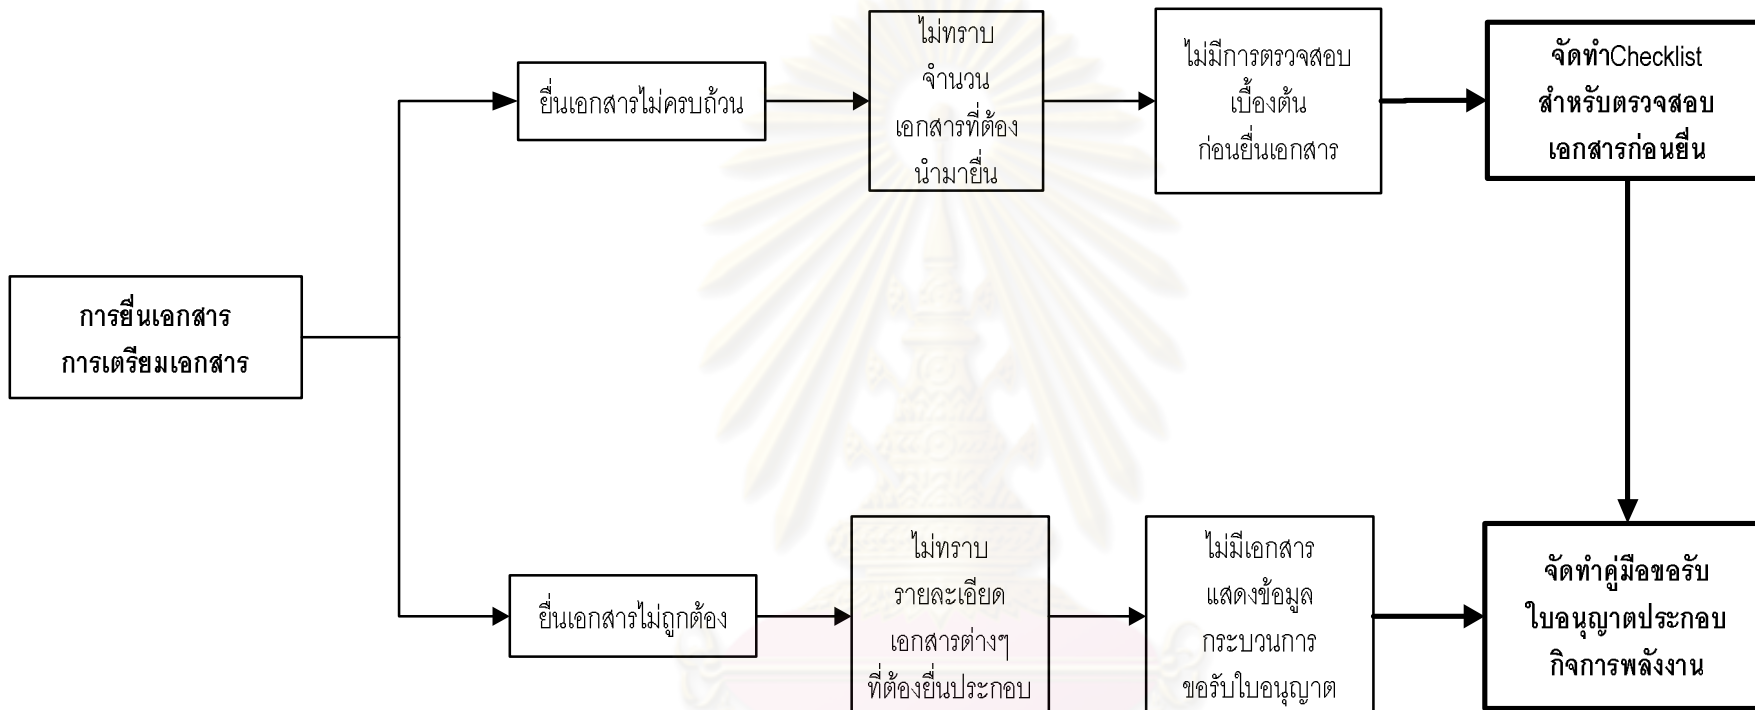 ไม่ทราบ
จำนวน
เอกสารที่ต้อง
นำมายื่น
ไม่มีการตรวจสอบ
เบื้องต้น
ก่อนยื่นเอกสาร
จัดทำChecklist
สำหรับตรวจสอบ
เอกสารก่อนยื่น
ยื่นเอกสารไม่ครบถ้วน
การยื่นเอกสาร
การเตรียมเอกสาร
ยื่นเอกสารไม่ถูกต้อง
ไม่ทราบ
รายละเอียด
เอกสารต่างๆ
ที่ต้องยื่นประกอบ
ไม่มีเอกสาร
แสดงข้อมูล
กระบวนการ
ขอรับใบอนุญาต
จัดทำคู่มือขอรับ
ใบอนุญาตประกอบ
กิจการพลังงาน